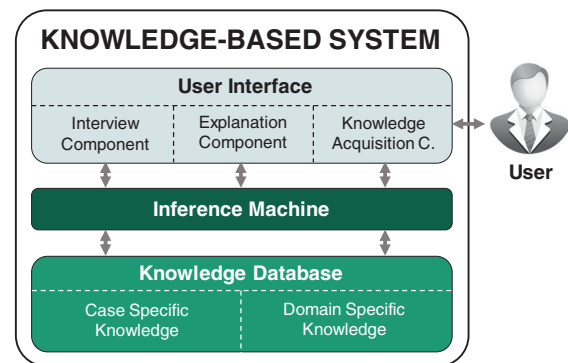 KNOWLEDGE-BASED SYSTEM
User Interface
Interview
Component
Explanation
Component
Knowledge
Acquisition C.
User
Inference Machine
Knowledge Database
Case Specific
Knowledge
Domain Specific
Knowledge